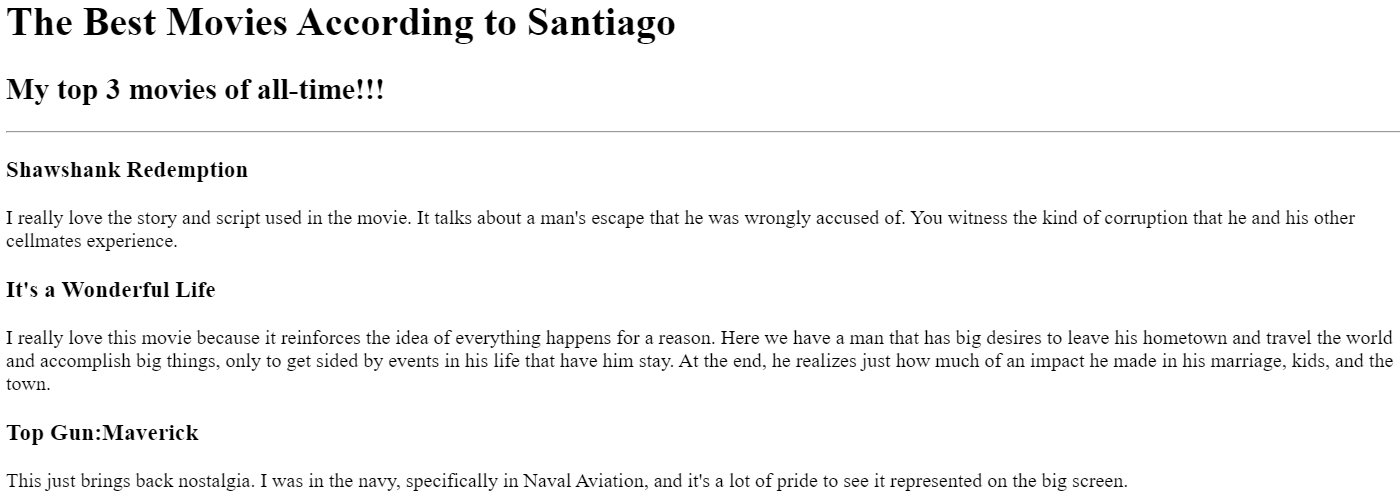 The Best Movies According to Santiago
My top 3 movies of all-time!!!
Shawshank Redemption
I really love the story and script used in the movie. It talks about a man's escape that he was wrongly accused of. You witness the kind of corruption that he and his other
cellmates experience.
It's a Wonderful Life
I really love this movie because it reinforces the idea of everything happens for a reason. Here we have a man that has big desires to leave his hometown and travel the world
and accomplish big things, only to get sided by events in his life that have him stay. At the end, he realizes just how much of an impact he made in his marriage, kids, and the
town.
Top Gun:Maverick
This just brings back nostalgia. I was in the navy, specifically in Naval Aviation, and it's a lot of pride to see it represented on the big screen.